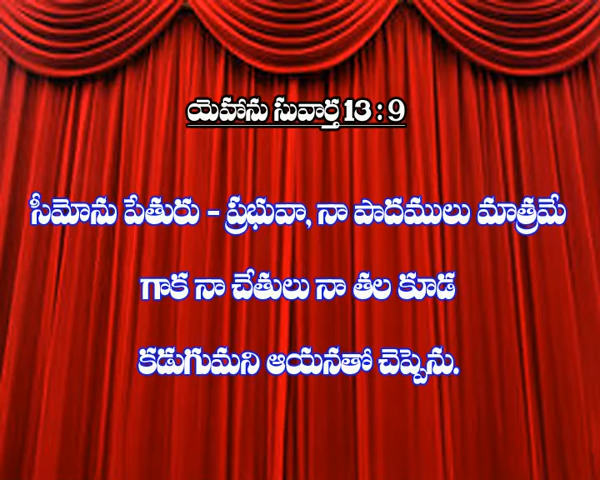 యెహాను సువార్త 13 : 9
సీమోను పేతురు - ప్రభువా, నా పాదములు మాత్రమే
గాక నా చేతులు నా తల కూడ
కడుగుమని ఆయనతో చెప్పెను.